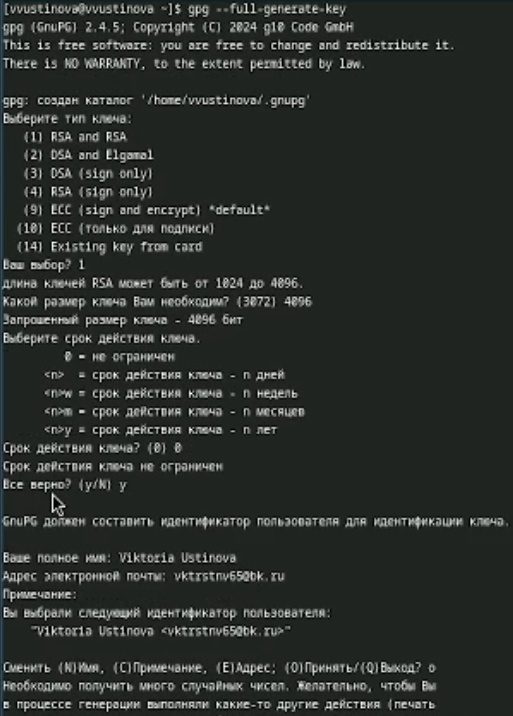 [vvustinova@vvustinova ~]$ gpg --full-generate-key
gpg (GnuPG) 2.4.5; Copyright (C) 2024 g10 Code GmbH
This is free software: you are free to change and redistribute it.
There is NO WARRANTY, to the extent permitted by law.
gpg: создан каталог '/home/vvustinova/.gnupg'
Выберите тип ключа:
(1) RSA and RSA
(2) DSA and Elgamal
(3) DSA (sign only)
(4) RSA (sign only)
(9) ECC (sign and encrypt) *default*
(10) ECC (только для подписи)
(14) Existing key from card
Ваш выбор? 1
длина ключей RSA может быть от 1024 до 4096.
Какой размер ключа Вам необходим? (3072) 4096
Запрошенный размер ключа - 4096 бит
Выберите срок действия ключа.
0 = не ограничен
<n> = срок действия ключа - n дней
<n>w = срок действия ключа - n недель
<n>m = срок действия ключа - n месяцев
<n>y = срок действия ключа - n лет
Срок действия ключа? (0) 0
Срок действия ключа не ограничен
Все верно? (y/N) y
GnuPG должен составить идентификатор пользователя для идентификации ключа.
Ваше полное имя: Viktoria Ustinova
Адрес электронной почты: vktrstnv65@bk.ru
Примечание:
Вы выбрали следующий идентификатор пользователя:
"Viktoria Ustinova <vktrstnv65@bk.ru>"
Сменить (N)Имя, (C)Примечание, (E)Адрес; (O)Принять/(Q)Выход? o
Необходимо получить много случайных чисел. Желательно, чтобы Вы
в процессе генерации выполняли какие-то другие действия (печать